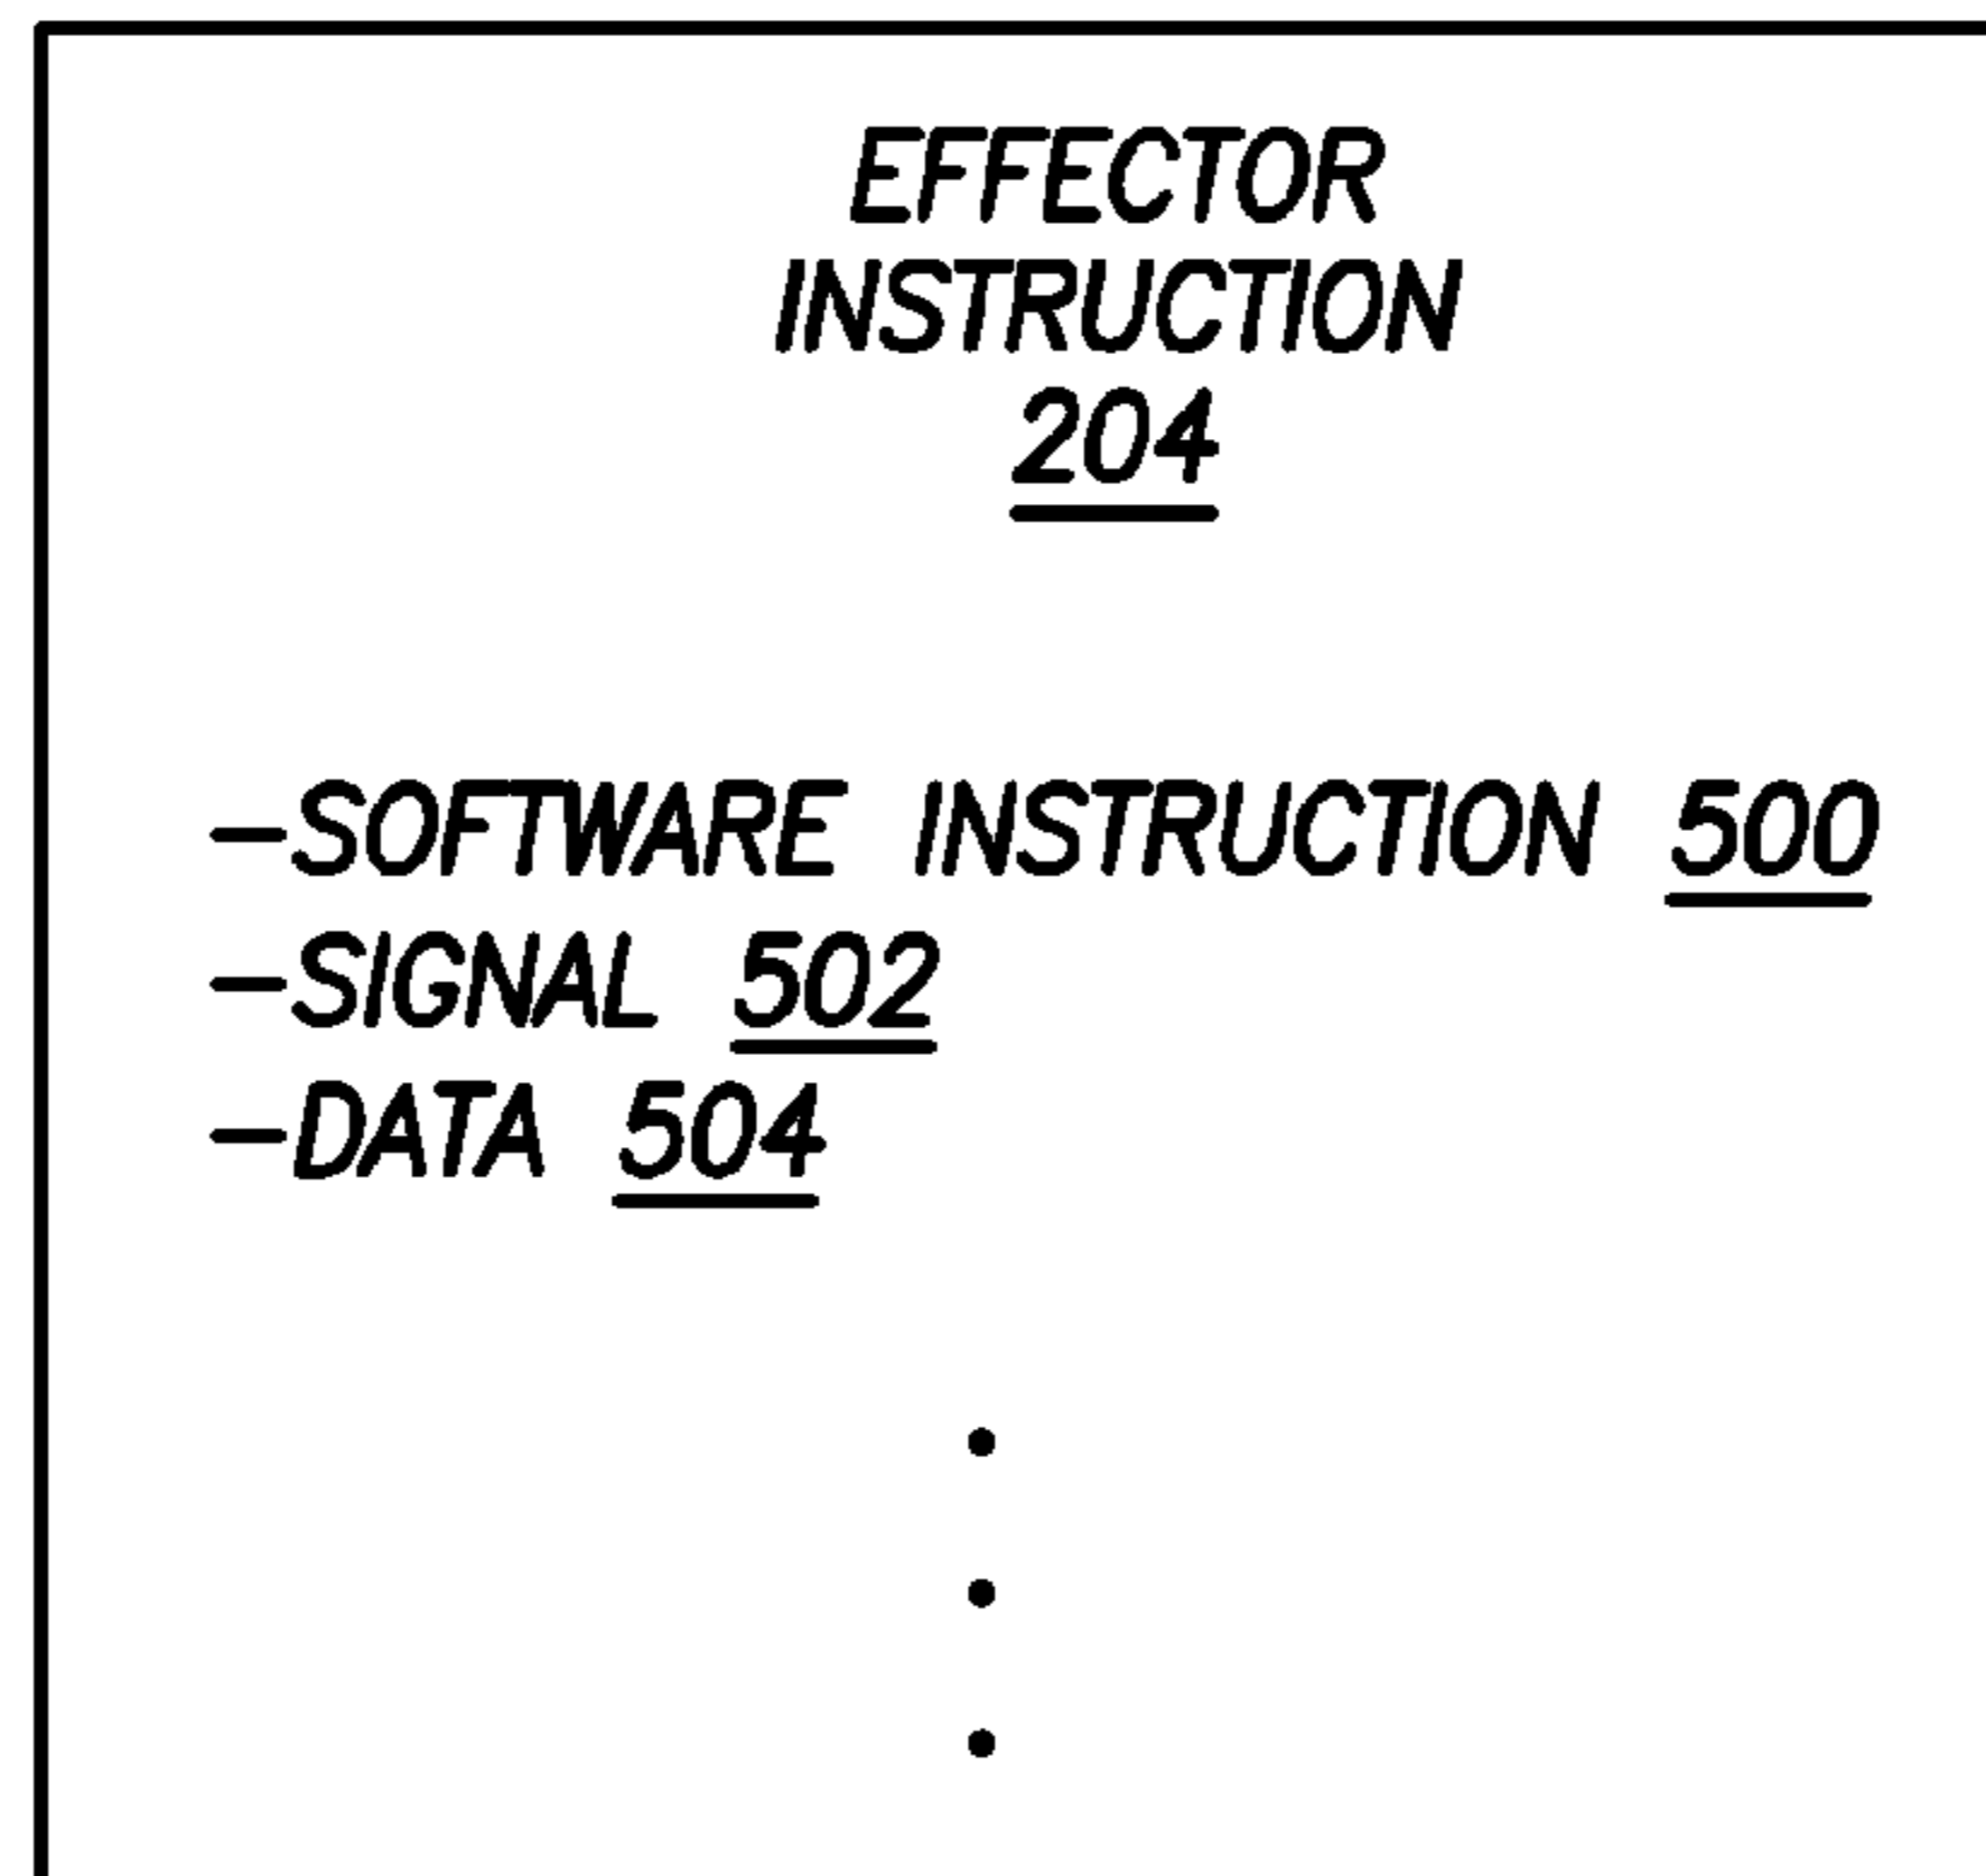 EFFECTOR
INSTRUCTION
204
-SOFTWARE INSTRUCTION 500
-SIGNAL 502
-DATA 504